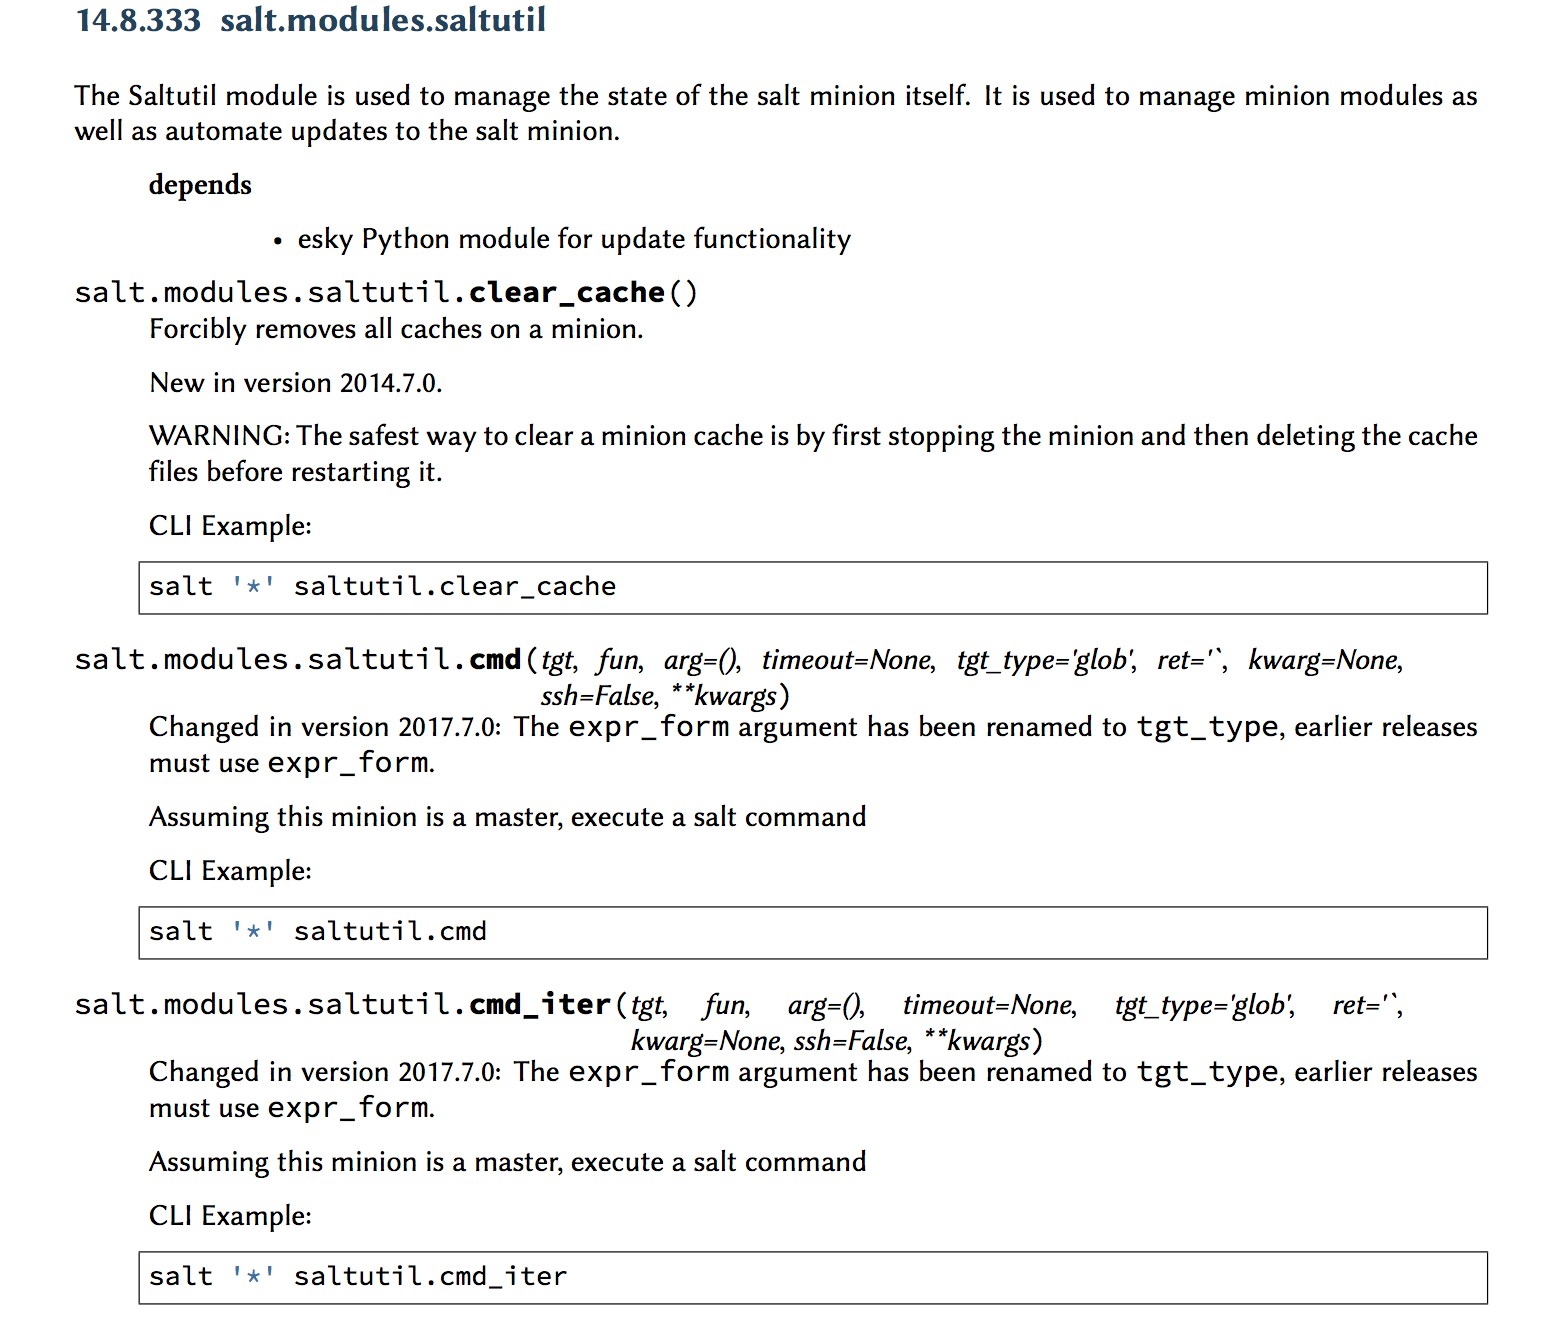 14.8.333 salt.modules.saltutil
The Saltutil module is used to manage the state of the salt minion itself. It is used to manage minion modules as
well as automate updates to the salt minion.
depends
• esky Python module for update functionality
salt.modules.saltutil.clear_cache()
Forcibly removes all caches on a minion.
New in version 2014.7.0.
WARNING: The safest way to clear a minion cache is by first stopping the minion and then deleting the cache
files before restarting it.
CLI Example:
salt '*' saltutil.clear_cache
salt.modules.saltutil.cmd(tgt, fun, arg=(), timeout=None, tgt_type='glob', ret='‵, kwarg=None,
ssh=False, **kwargs)
Changed in version 2017.7.0: The expr_form argument has been renamed to tgt_type, earlier releases
must use expr_form.
Assuming this minion is a master, execute a salt command
CLI Example:
salt '*' saltutil.cmd
salt.modules.saltutil.cmd_iter(tgt, fun, arg=(), timeout=None, tgt_type='glob', ret='‵,
kwarg=None, ssh=False, **kwargs)
Changed in version 2017.7.0: The expr_form argument has been renamed to tgt_type, earlier releases
must use expr_form.
Assuming this minion is a master, execute a salt command
CLI Example:
salt '*' saltutil.cmd_iter